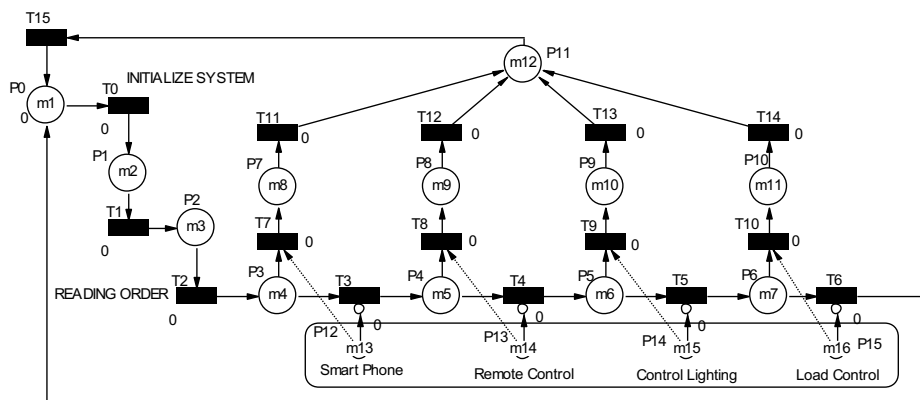 T15
P11
m12
INITIALIZE SYSTEM
P0
m1
0
T0
0
T11
0
T12
0
T13
0
T14
0
P1
m2
P7
m8
P8
m9
P9
m10
P10
m11
P2
m3
T1
0
T7
0
T8
0
T9
0
T10
0
READING ORDER
T2
0
P3
m4
T3
0
P4
m5
T4
0
P5
m6
T5
0
P6
m7
T6
0
P12
m13
P13
m14
P14
m15
P15
m16
Smart Phone
Remote Control
Control Lighting
Load Control